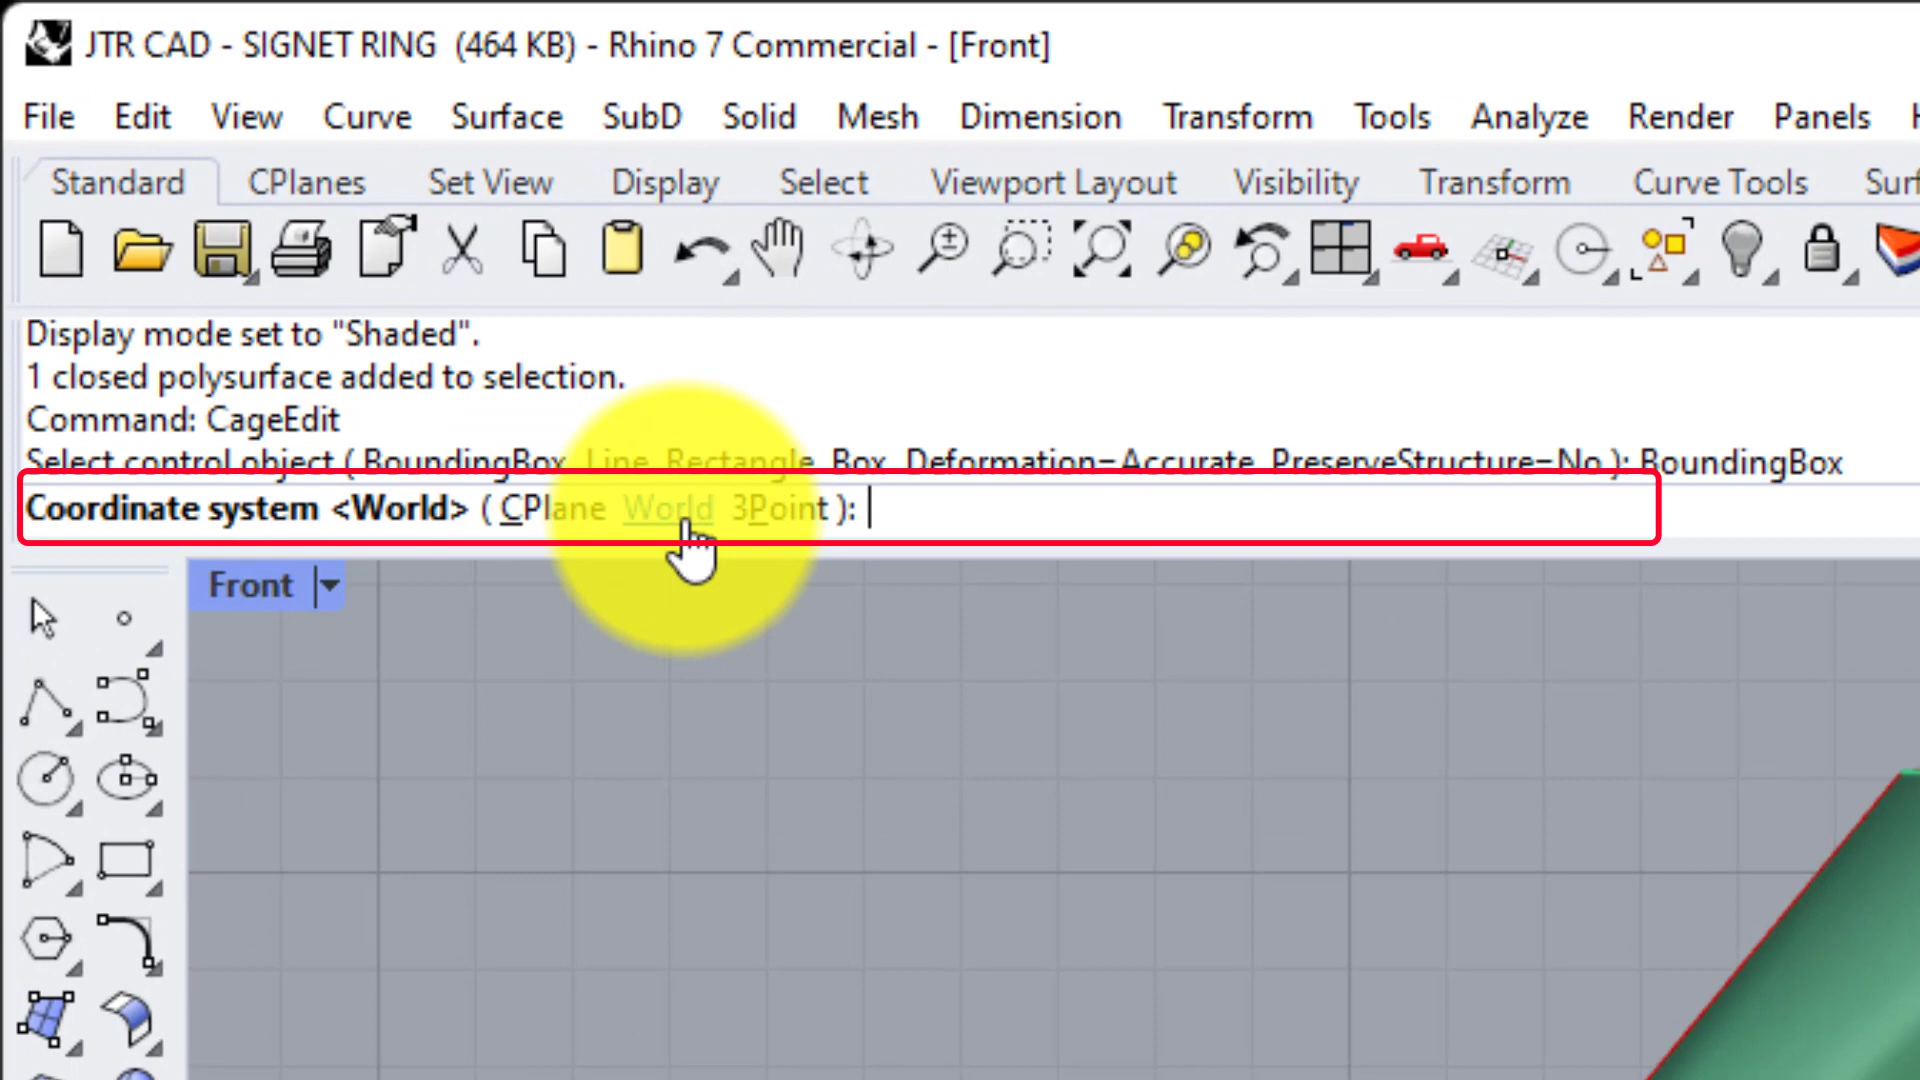 JTR CAD - SIGNET RING (464 KB) - Rhino 7 Commercial - [Front]
File Edit View Curve Surface SubD Solid Mesh Dimension Transform Tools Analyze Render Panels
Standard CPlanes Set View Display Select Viewport Layout Visibility Transform Curve Tools
Display mode set to "Shaded".
1 closed polysurface added to selection.
Command: CageEdit
Select control object ( BoundingBox Line Rectangle Box Deformation=Accurate PreserveStructure=No ): BoundingBox
Coordinate system <World> ( CPlane World 3Point ):
Front